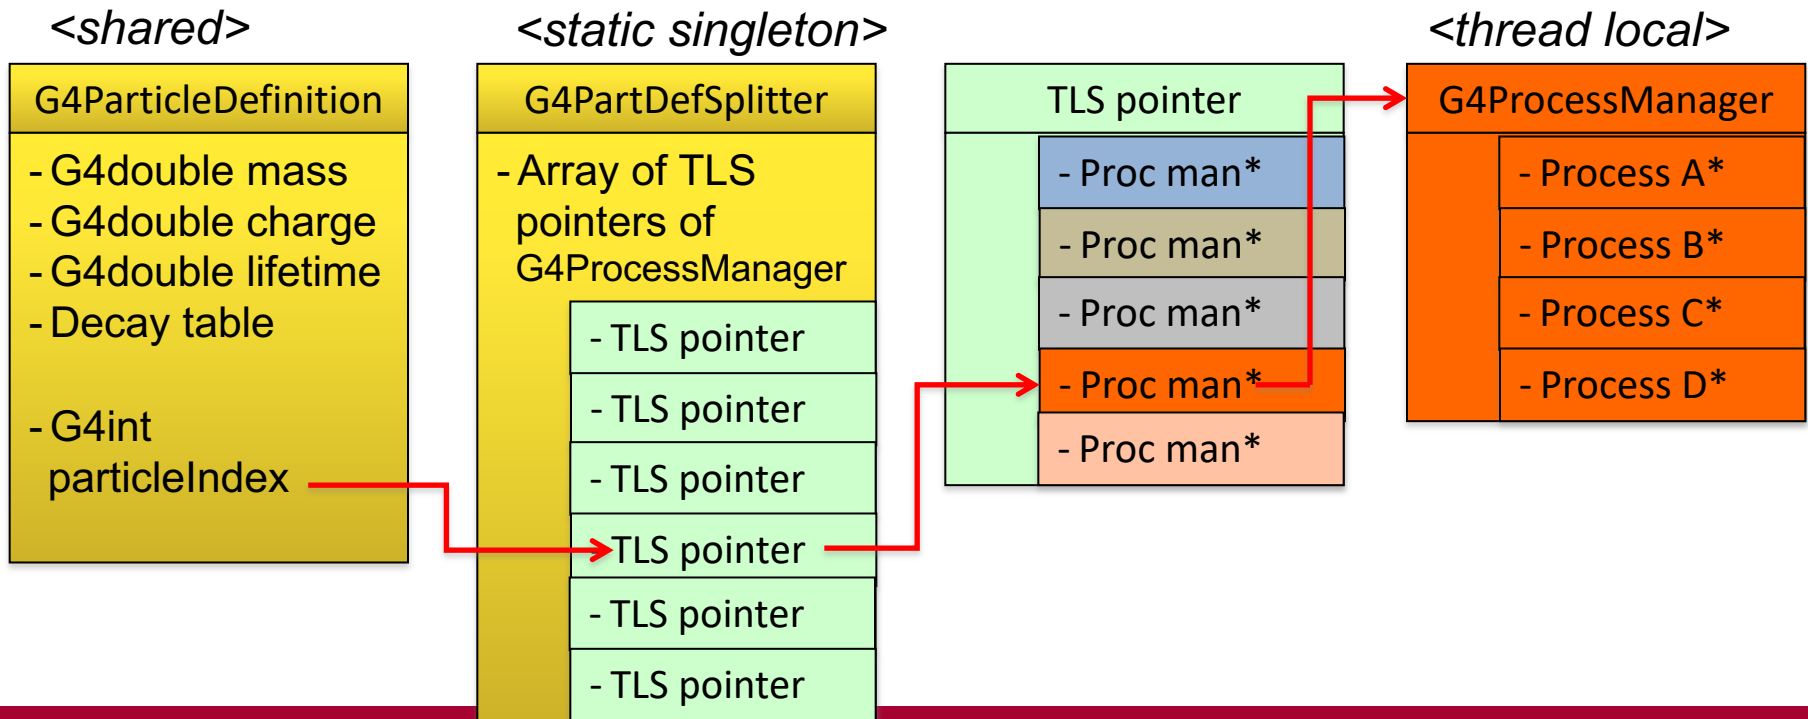 <shared>
G4ParticleDefinition
- G4double mass
- G4double charge
- G4double lifetime
- Decay table
- G4int
particleIndex
<static singleton>
G4PartDefSplitter
- Array of TLS
pointers of
G4ProcessManager
- TLS pointer
- TLS pointer
- TLS pointer
TLS pointer
- TLS pointer
- TLS pointer
TLS pointer
- Proc man*
- Proc man*
- Proc man*
- Proc man*
- Proc man*
<thread local>
G4ProcessManager
- Process A*
- Process B*
- Process C*
- Process D*